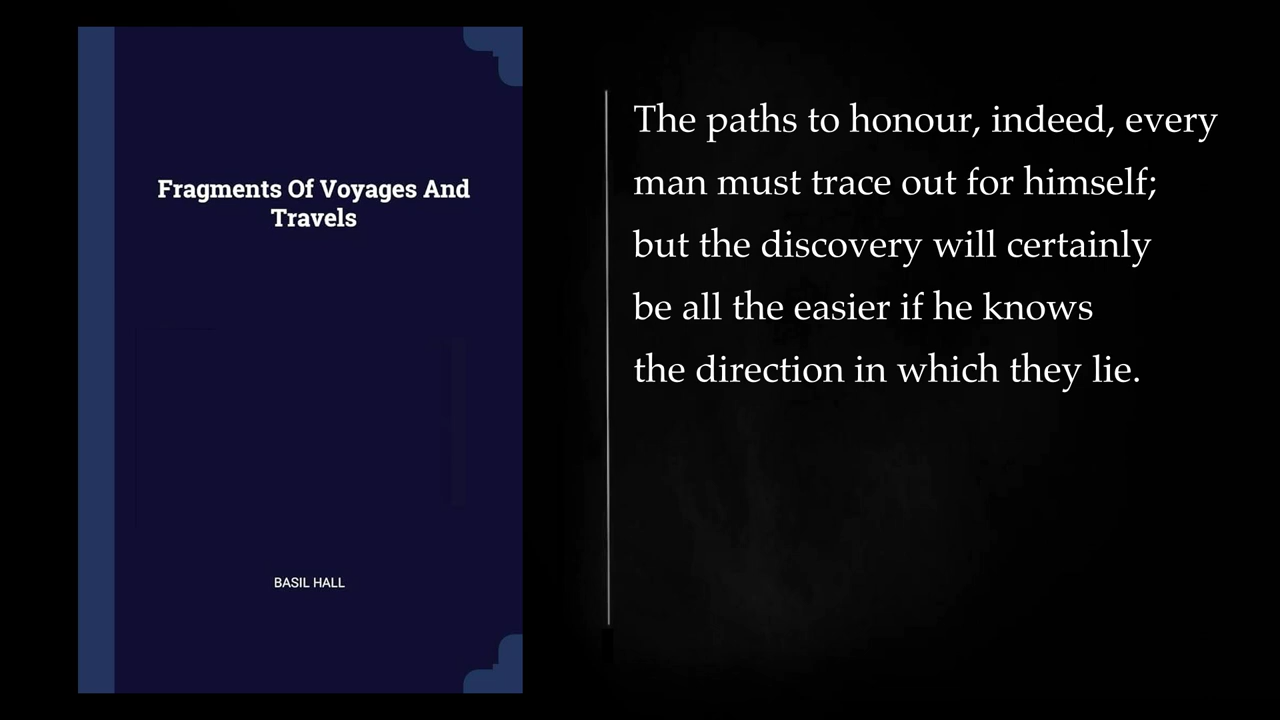 Fragments Of Voyages And
Travels
BASIL HALL
The paths to honour, indeed, every
man must trace out for himself;
but the discovery will certainly
be all the easier if he knows
the direction in which they lie.